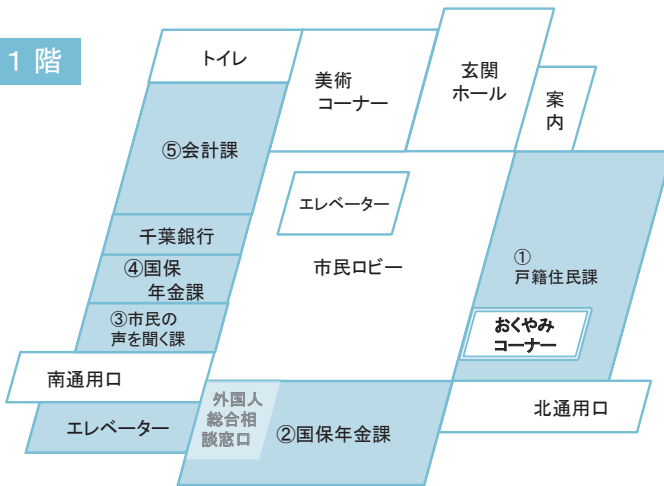 1 階
トイレ
美術
コーナー
玄関
ホール
案
内
⑤会計課
エレベーター
千葉銀行
市民ロビー
①
戸籍住民課
④国保
年金課
③市民の
声を聞く課
おくやみ
コーナー
南通用口
外国人
総合相
談窓口
北通用口
エレベーター
②国保年金課